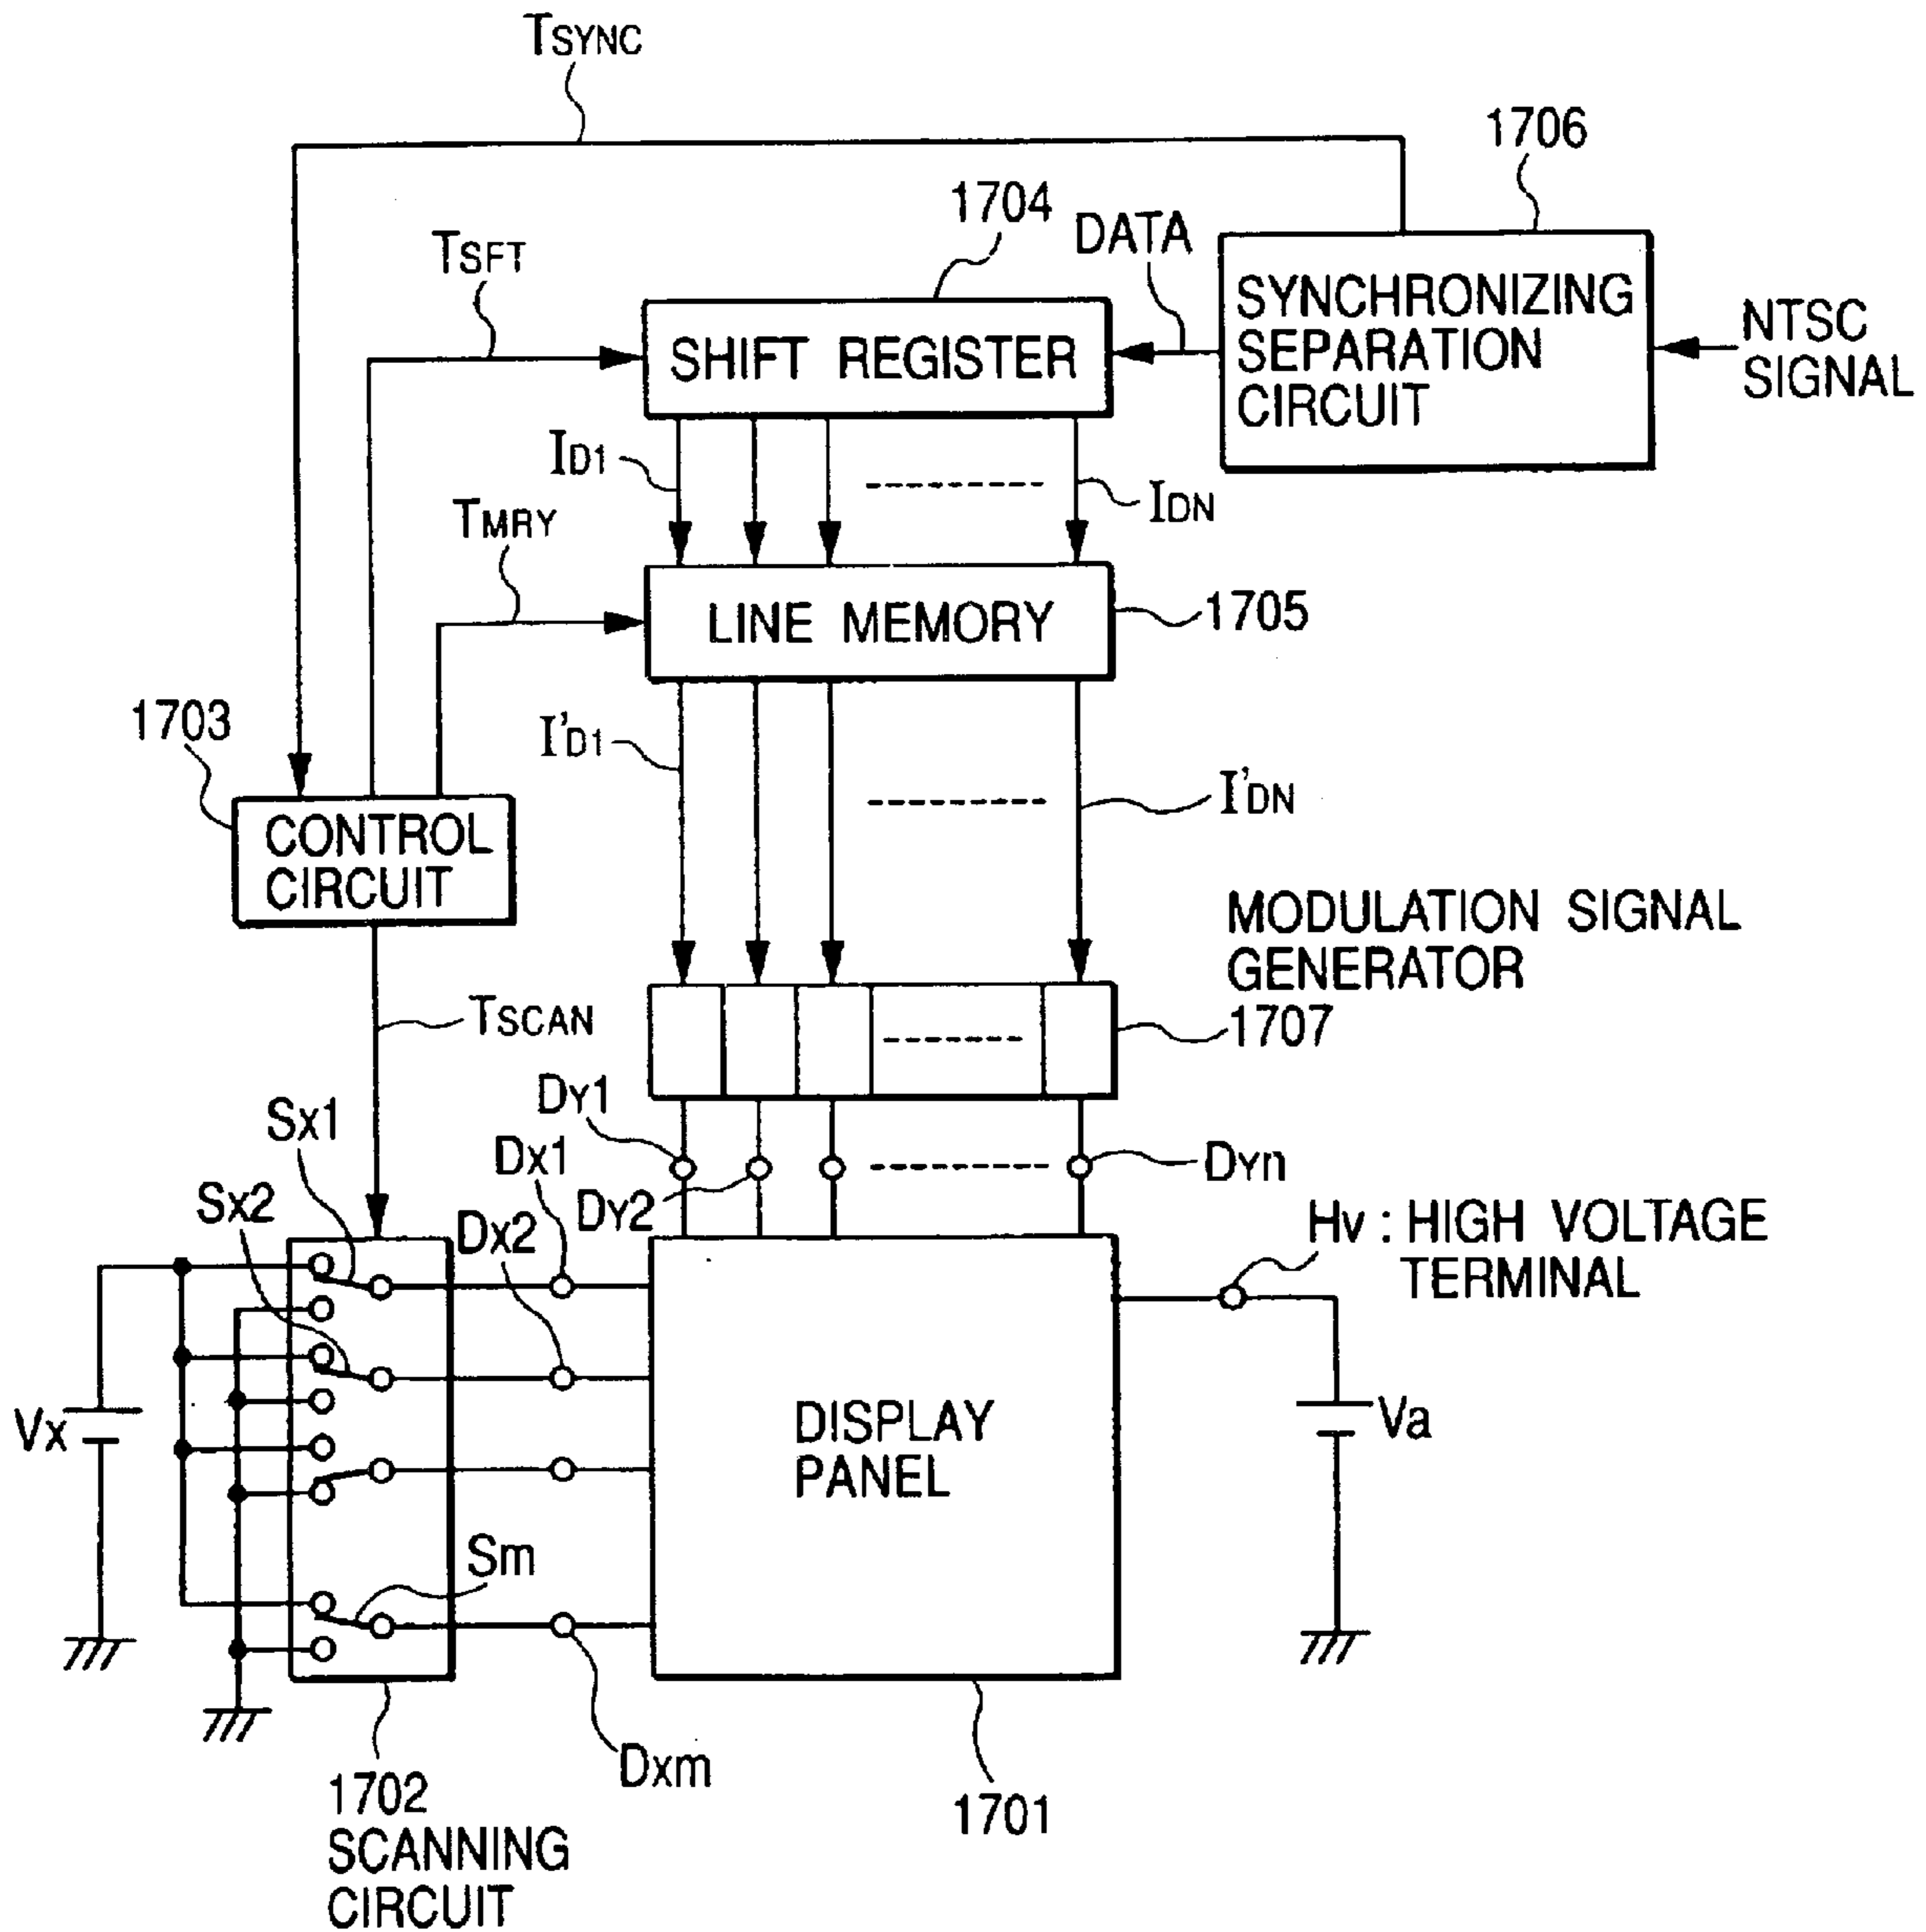 TSYNC
1706
1704
DATA
TSFT
SYNCHRONIZING
SEPARATION
CIRCUIT
NTSC
SIGNAL
SHIFT REGISTER
ID1
IDN
TMRY
LINE MEMORY
1705
1703
I'D1
I'DN
CONTROL
CIRCUIT
MODULATION SIGNAL
GENERATOR
1707
TSCAN
DY1
SX1
DX1
DYn
SX2
DY2
DX2
Hv : HIGH VOLTAGE
TERMINAL
Vx
DISPLAY
PANEL
Va
Sm
Dxm
1702
SCANNING
CIRCUIT
1701